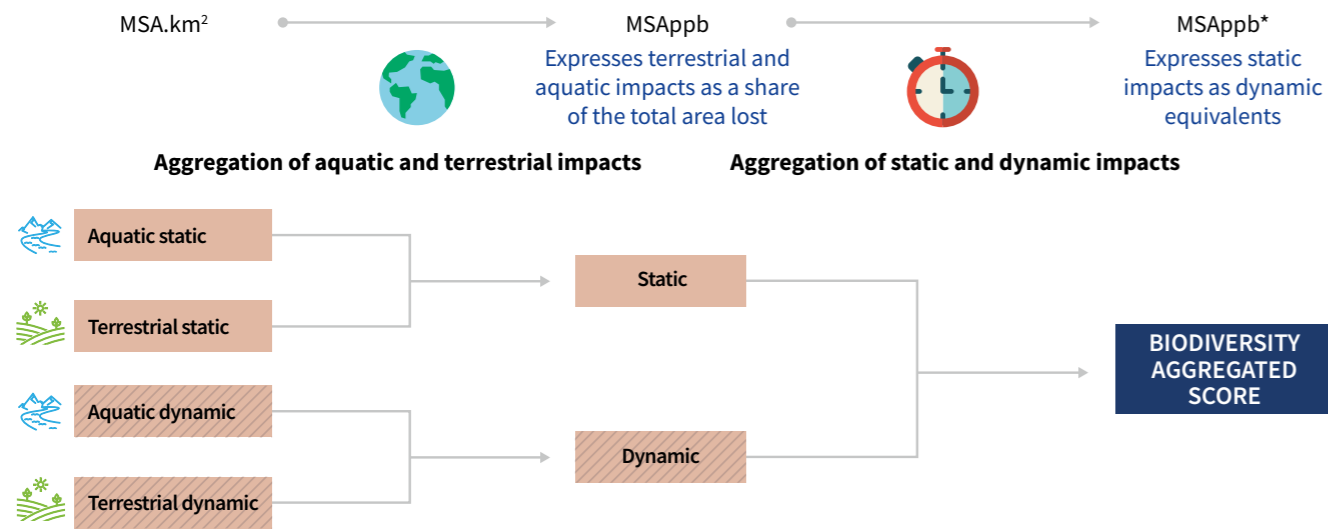 MSA.km²
MSAppb
MSAppb*
Expresses terrestrial and
aquatic impacts as a share
of the total area lost
Expresses static
impacts as dynamic
equivalents
Aggregation of aquatic and terrestrial impacts
Aggregation of static and dynamic impacts
Aquatic static
Terrestrial static
Aquatic dynamic
Terrestrial dynamic
Static
Dynamic
BIODIVERSITY
AGGREGATED
SCORE